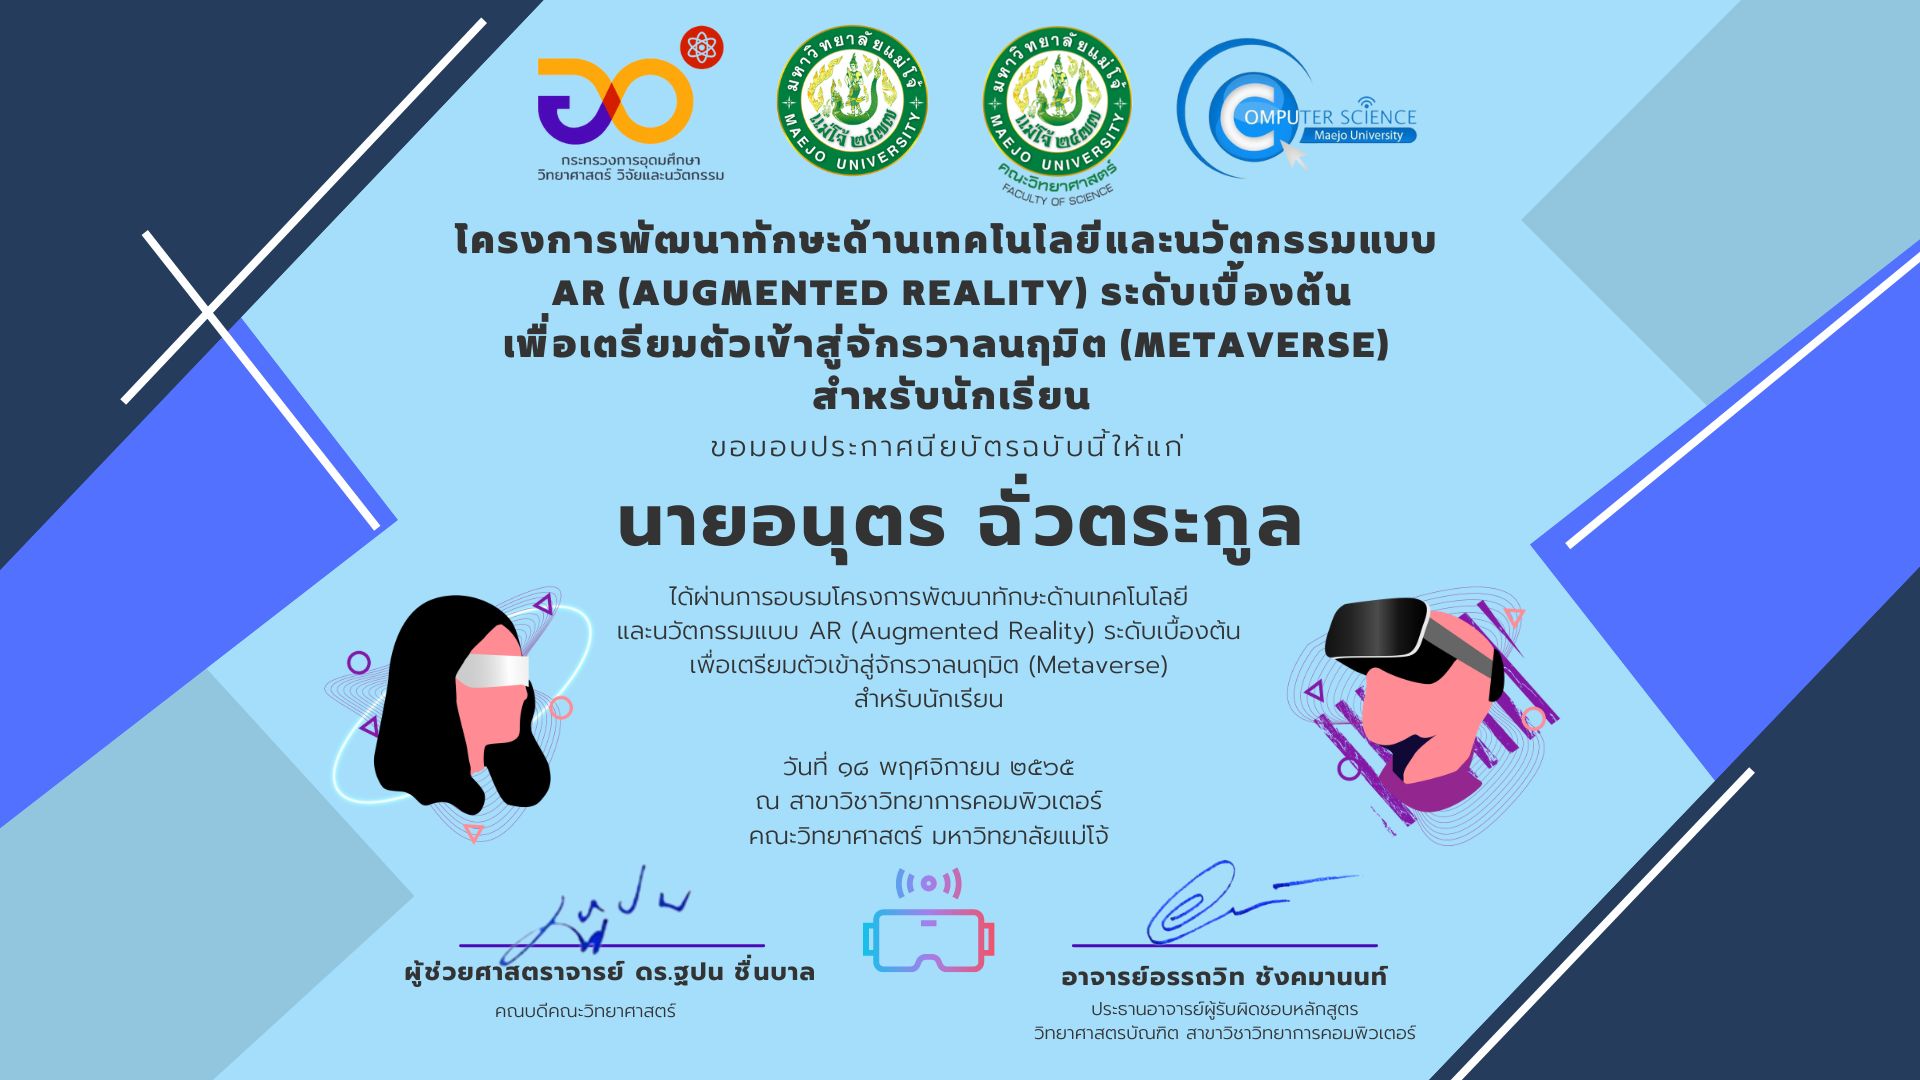 กระทรวงการอุดมศึกษา
วิทยาศาสตร์ วิจัยและนวัตกรรม
มหาวิทยาลัยแม่โจ้
แม่โจ้ ๒๔๗๗
MAEJO UNIVERSITY
มหาวิทยาลัยแม่โจ้
แม่โจ้ ๒๔๗๗
MAEJO UNIVERSITY
คณะวิทยาศาสตร์
FACULTY OF SCIENCE
COMPUTER SCIENCE
Maejo University
โครงการพัฒนาทักษะด้านเทคโนโลยีและนวัตกรรมแบบ
AR (AUGMENTED REALITY) ระดับเบื้องต้น
เพื่อเตรียมตัวเข้าสู่จักรวาลนฤมิต (METAVERSE)
สำหรับนักเรียน
ขอมอบประกาศนียบัตรฉบับนี้ให้แก่
นายอนุตร ฉั่วตระกูล
ได้ผ่านการอบรมโครงการพัฒนาทักษะด้านเทคโนโลยี
และนวัตกรรมแบบ AR (Augmented Reality) ระดับเบื้องต้น
เพื่อเตรียมตัวเข้าสู่จักรวาลนฤมิต (Metaverse)
สำหรับนักเรียน
วันที่ ๑๘ พฤศจิกายน ๒๕๖๕
ณ สาขาวิชาวิทยาการคอมพิวเตอร์
คณะวิทยาศาสตร์ มหาวิทยาลัยแม่โจ้
ผู้ช่วยศาสตราจารย์ ดร.ฐปน ชื่นบาล
คณบดีคณะวิทยาศาสตร์
อาจารย์อรรถวิท ชังคมานนท์
ประธานอาจารย์ผู้รับผิดชอบหลักสูตร
วิทยาศาสตรบัณฑิต สาขาวิชาวิทยาการคอมพิวเตอร์